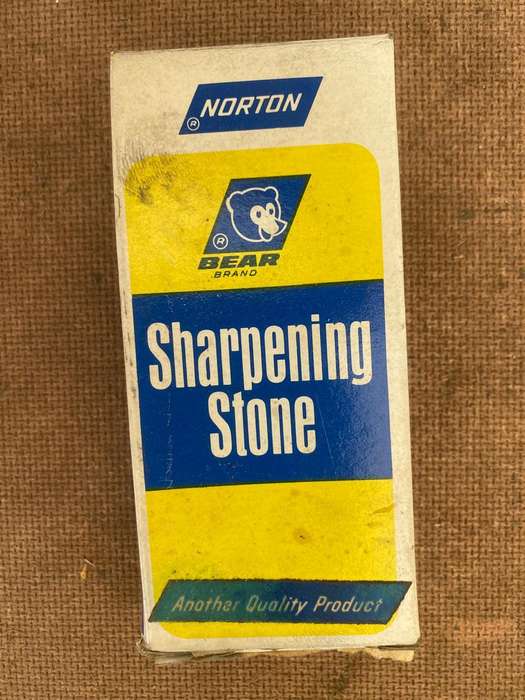 NORTON
®
®
BEAR
BRAND
Sharpening
Stone
Another Quality Product